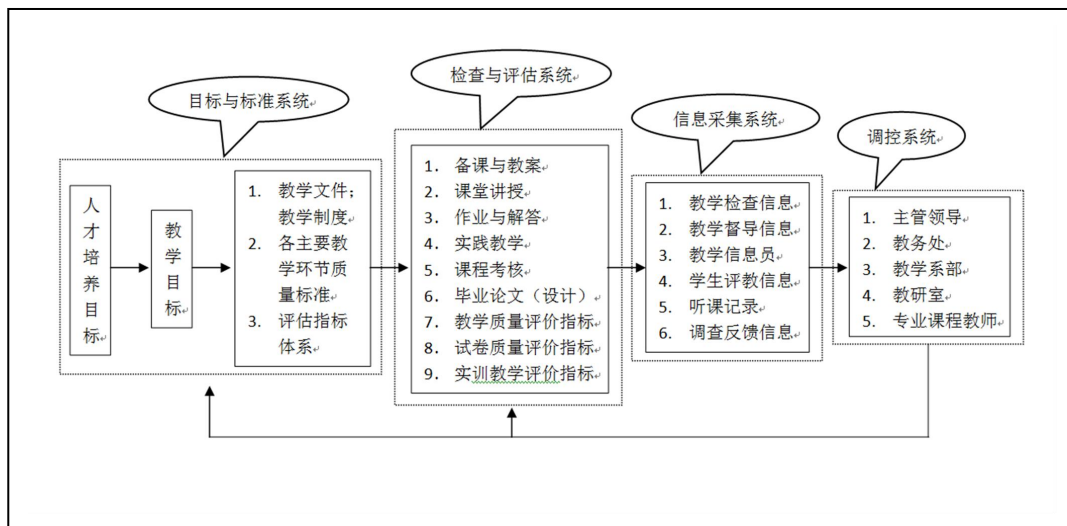 目标与标准系统
检查与评估系统
信息采集系统
调控系统
人才培养目标
教学目标
1. 教学文件;
教学制度
2. 各主要教
学环节质
量标准
3. 评估指标
体系
1. 备课与教案
2. 课堂讲授
3. 作业与解答
4. 实践教学
5. 课程考核
6. 毕业论文（设计）
7. 教学质量评价指标
8. 试卷质量评价指标
9. 实训教学评价指标
1. 教学检查信息
2. 教学督导信息
3. 教学信息员
4. 学生评教信息
5. 听课记录
6. 调查反馈信息
1. 主管领导
2. 教务处
3. 教学系部
4. 教研室
5. 专业课程教师